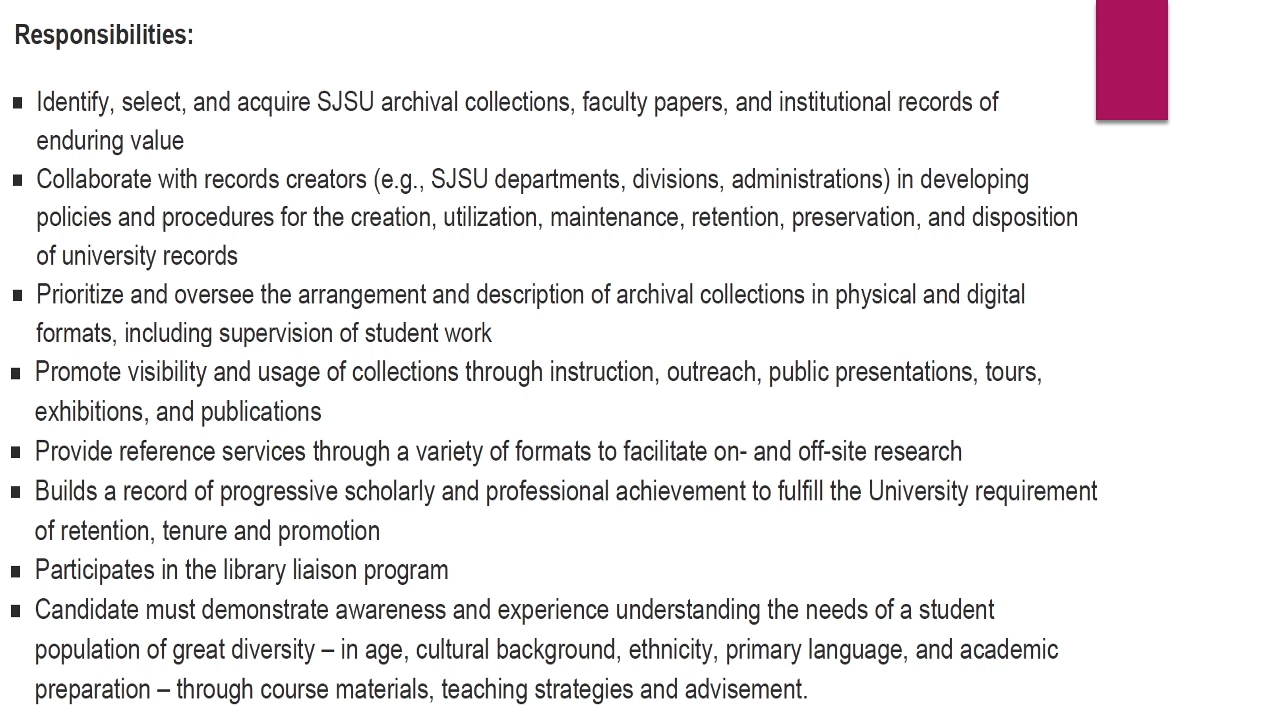 Responsibilities:
▪ Identify, select, and acquire SJSU archival collections, faculty papers, and institutional records of
enduring value
▪ Collaborate with records creators (e.g., SJSU departments, divisions, administrations) in developing
policies and procedures for the creation, utilization, maintenance, retention, preservation, and disposition
of university records
▪ Prioritize and oversee the arrangement and description of archival collections in physical and digital
formats, including supervision of student work
▪ Promote visibility and usage of collections through instruction, outreach, public presentations, tours,
exhibitions, and publications
▪ Provide reference services through a variety of formats to facilitate on- and off-site research
▪ Builds a record of progressive scholarly and professional achievement to fulfill the University requirement
of retention, tenure and promotion
▪ Participates in the library liaison program
▪ Candidate must demonstrate awareness and experience understanding the needs of a student
population of great diversity – in age, cultural background, ethnicity, primary language, and academic
preparation – through course materials, teaching strategies and advisement.